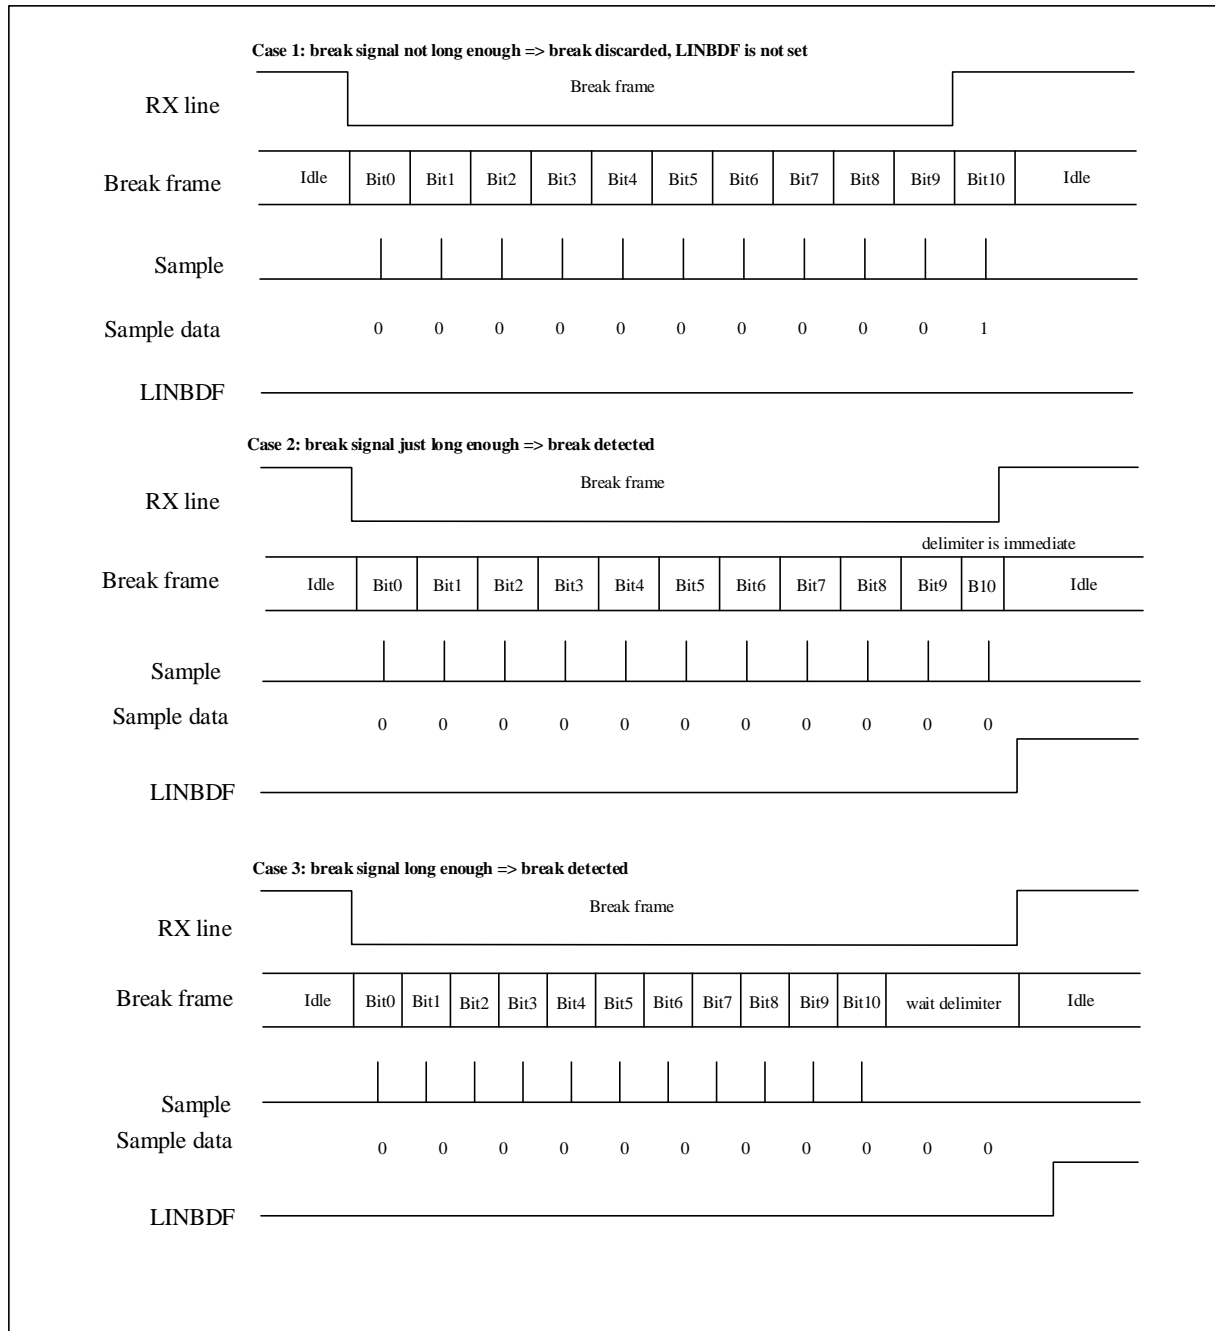 Case 1: break signal not long enough => break discarded, LINBDF is not set
RX line
Break frame
Break frame
Idle Bit0 Bit1 Bit2 Bit3 Bit4 Bit5 Bit6 Bit7 Bit8 Bit9 Bit10 Idle
Sample
Sample data
0 0 0 0 0 0 0 0 0 0 1
LINBDF
Case 2: break signal just long enough => break detected
RX line
Break frame
delimiter is immediate
Break frame
Idle Bit0 Bit1 Bit2 Bit3 Bit4 Bit5 Bit6 Bit7 Bit8 Bit9 B10 Idle
Sample
Sample data
0 0 0 0 0 0 0 0 0 0 0
LINBDF
Case 3: break signal long enough => break detected
RX line
Break frame
Break frame
Idle Bit0 Bit1 Bit2 Bit3 Bit4 Bit5 Bit6 Bit7 Bit8 Bit9 Bit10 wait delimiter Idle
Sample
Sample data
0 0 0 0 0 0 0 0 0 0 0
LINBDF